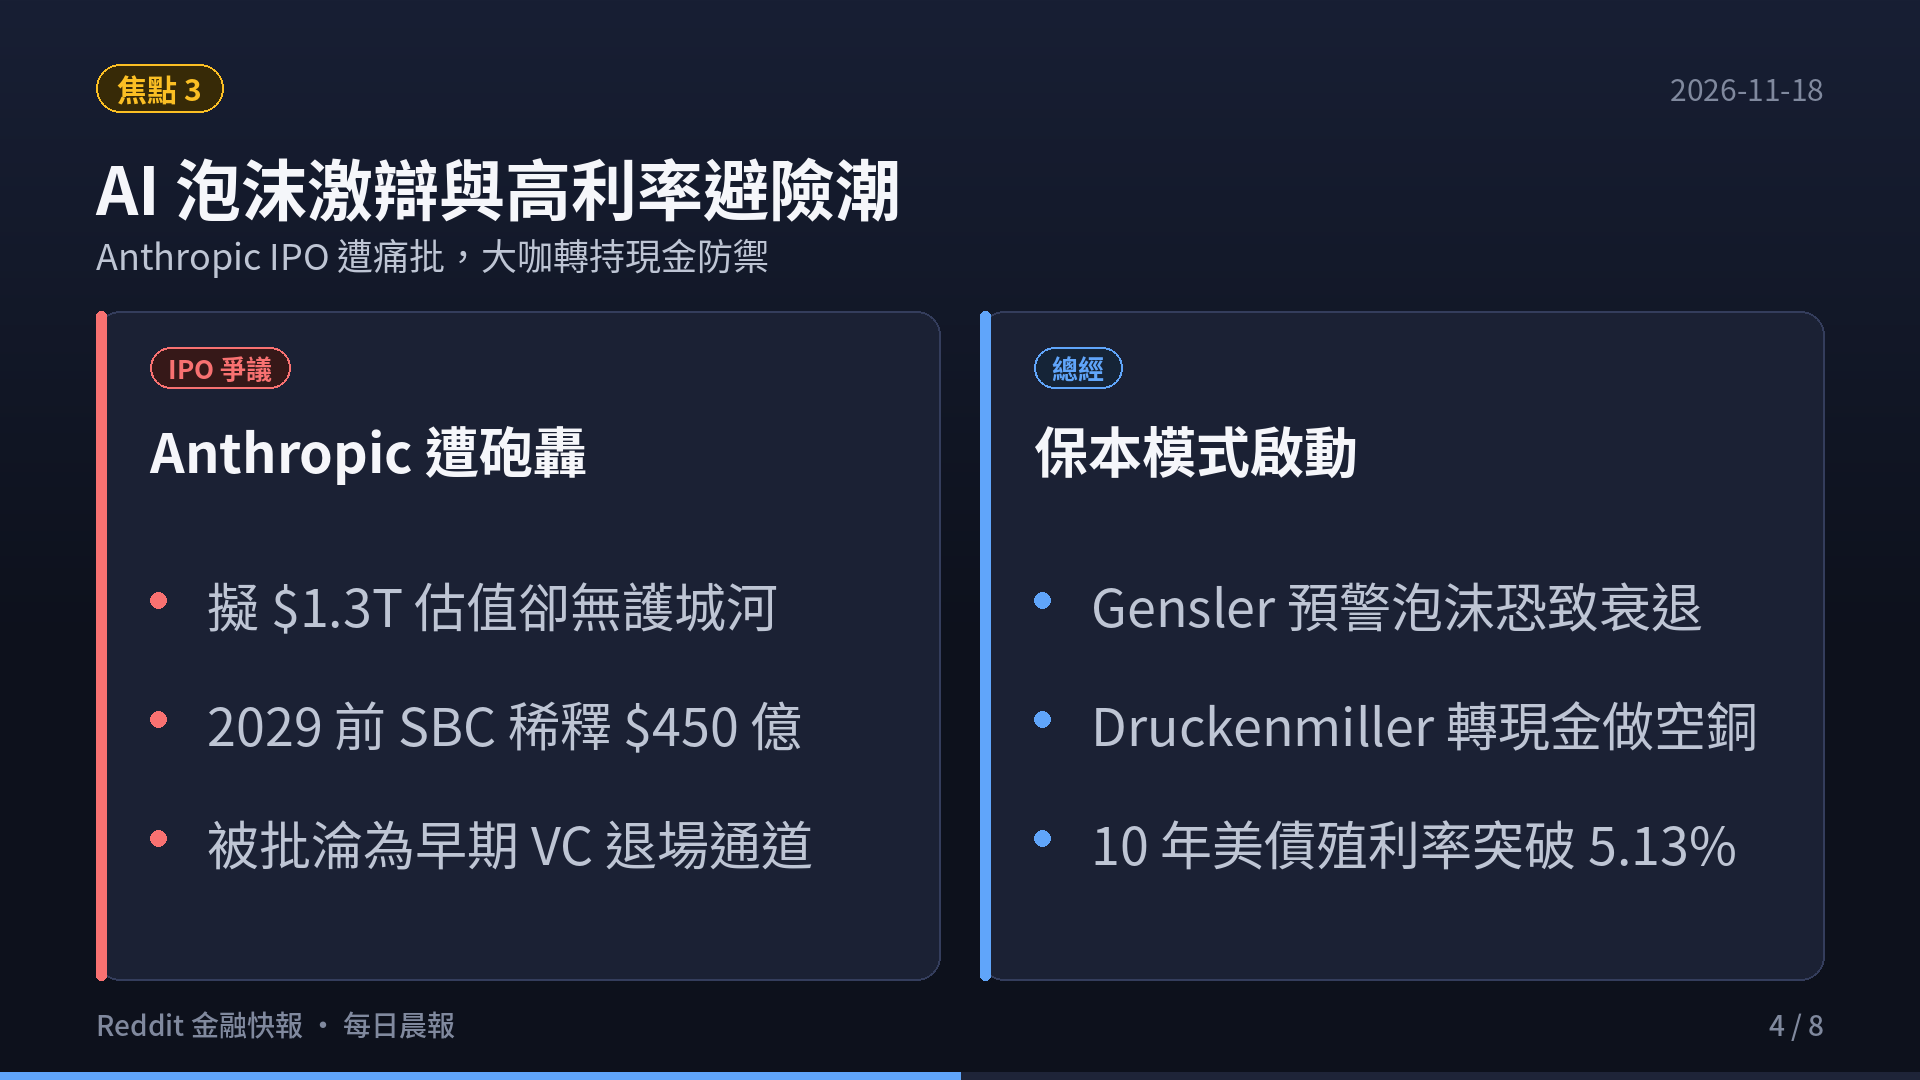 焦點 3
2026-11-18
AI 泡沫激辯與高利率避險潮
Anthropic IPO 遭痛批，大咖轉持現金防禦
IPO 爭議
Anthropic 遭砲轟
擬 $1.3T 估值卻無護城河
2029 前 SBC 稀釋 $450 億
被批淪為早期 VC 退場通道
總經
保本模式啟動
Gensler 預警泡沫恐致衰退
Druckenmiller 轉現金做空銅
10 年美債殖利率突破 5.13%
Reddit 金融快報 • 每日晨報
4 / 8